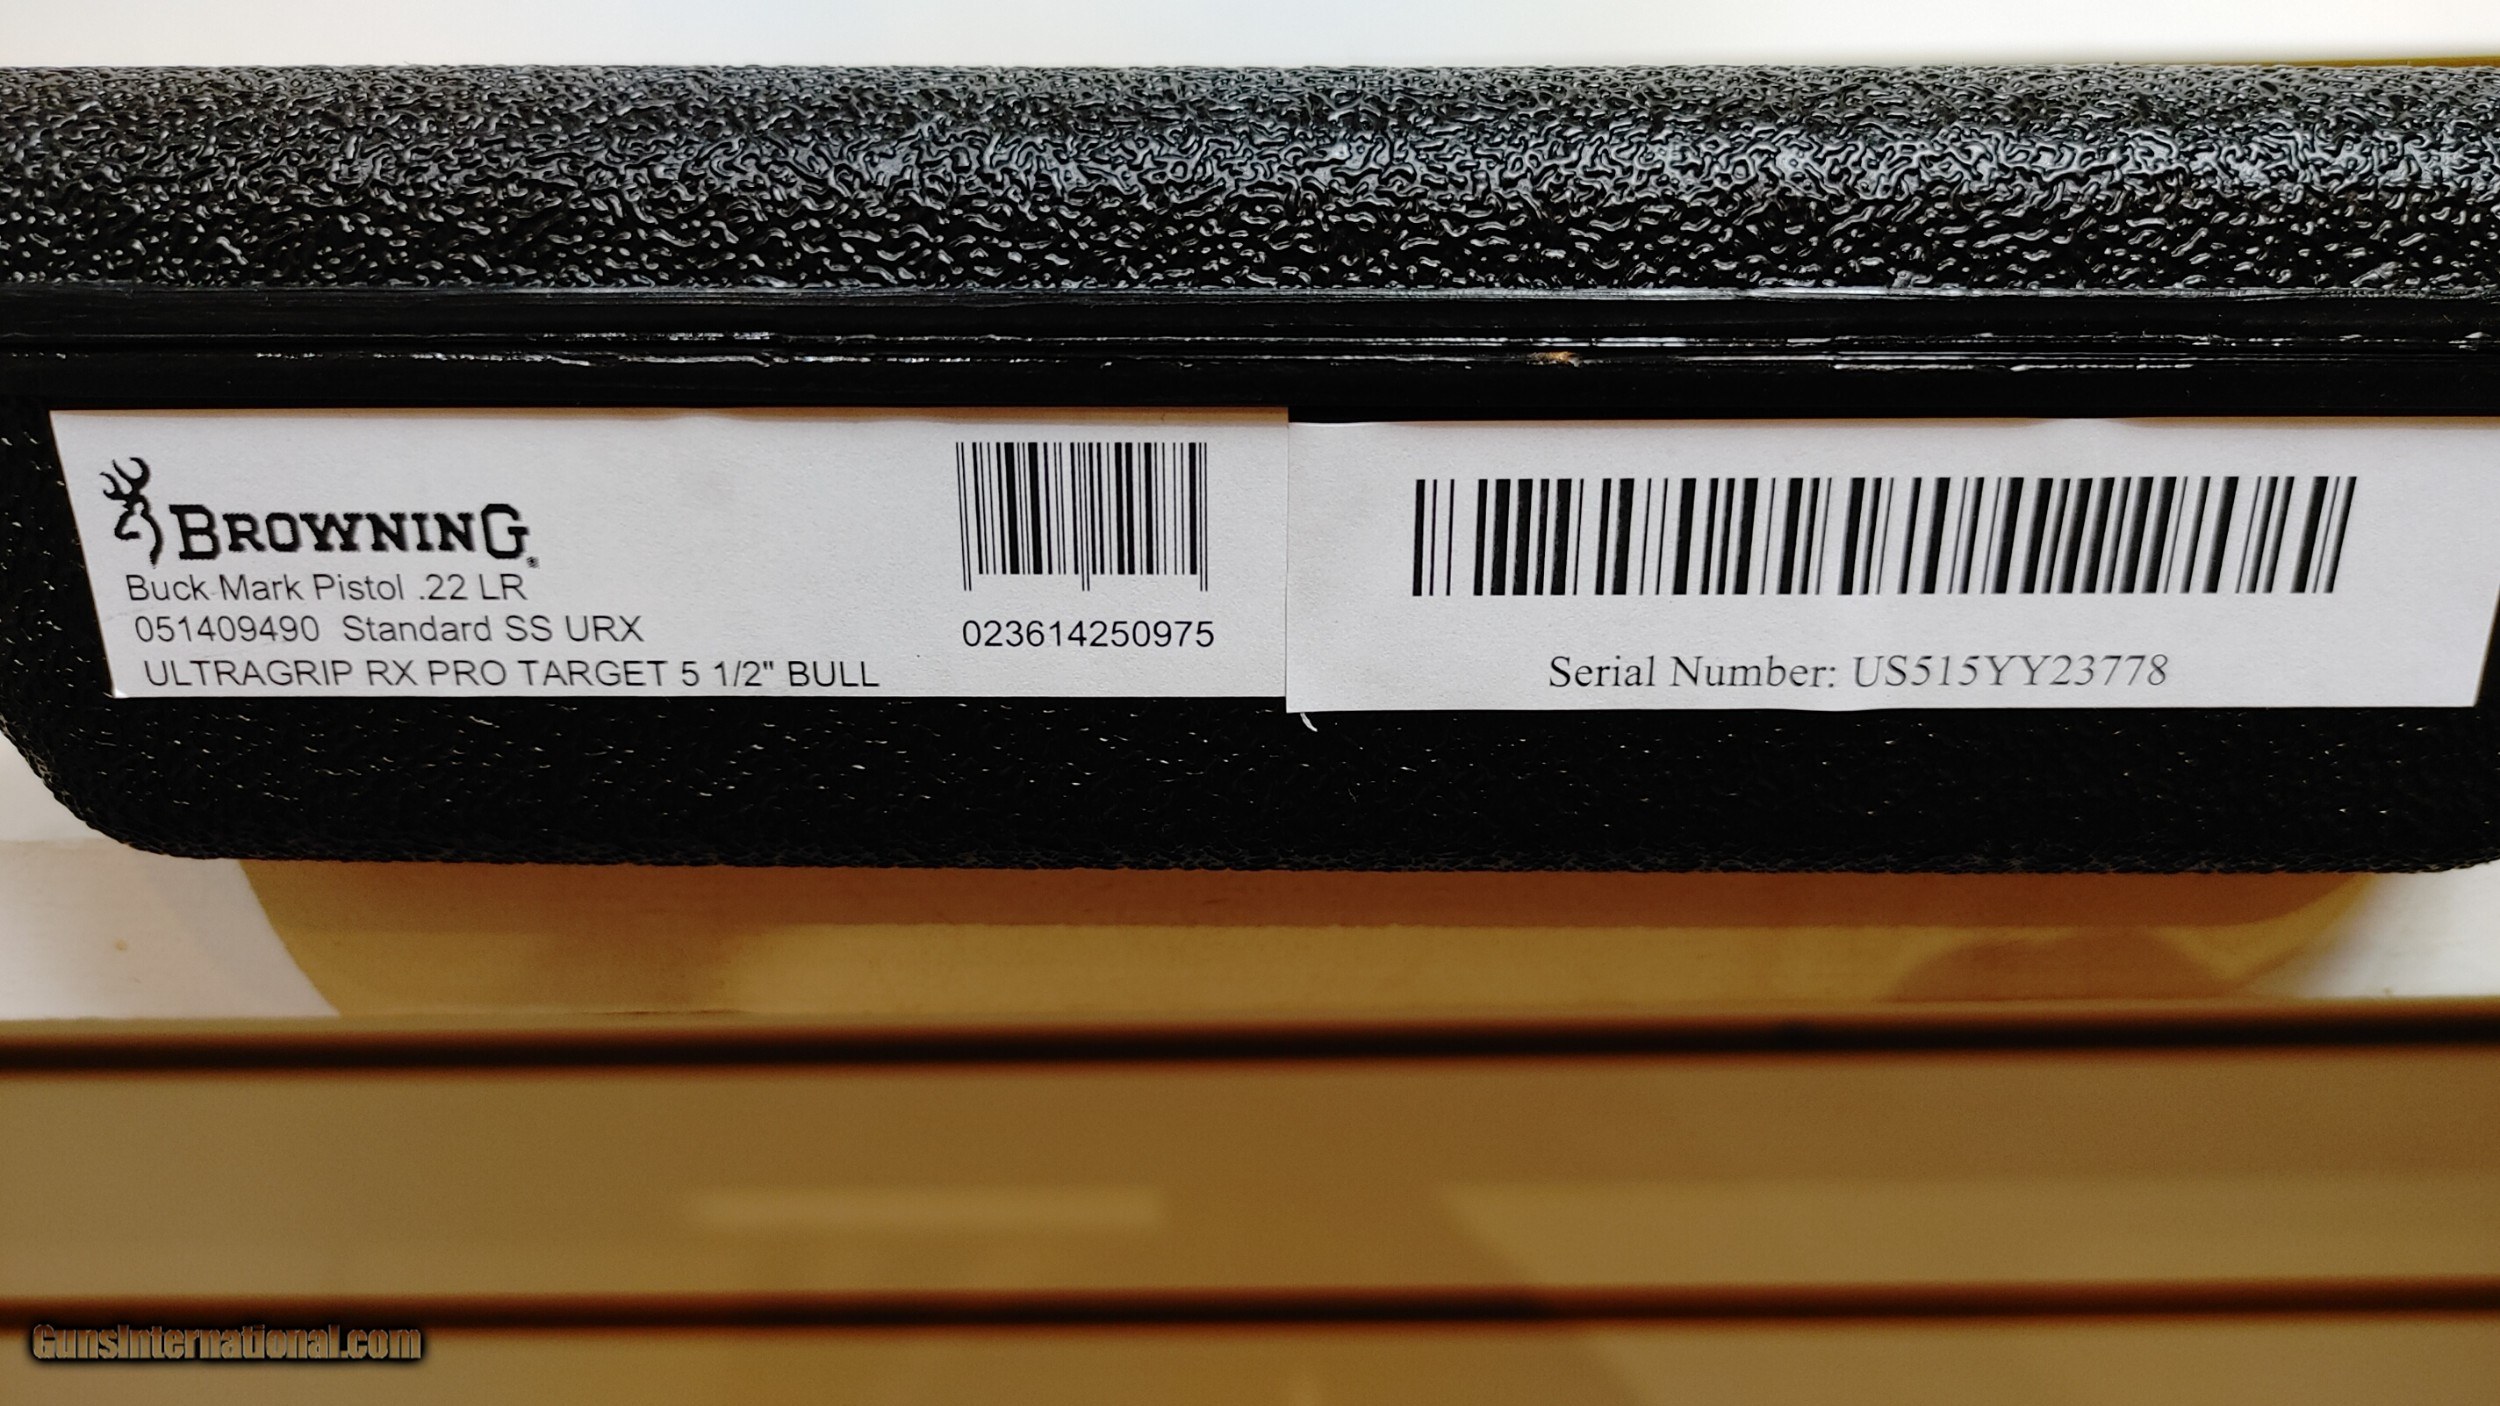 BROWNING®
Buck Mark Pistol .22 LR
051409490 Standard SS URX
ULTRAGRIP RX PRO TARGET 5 1/2" BULL
023614250975
Serial Number: US515YY23778
GunsInternational.com